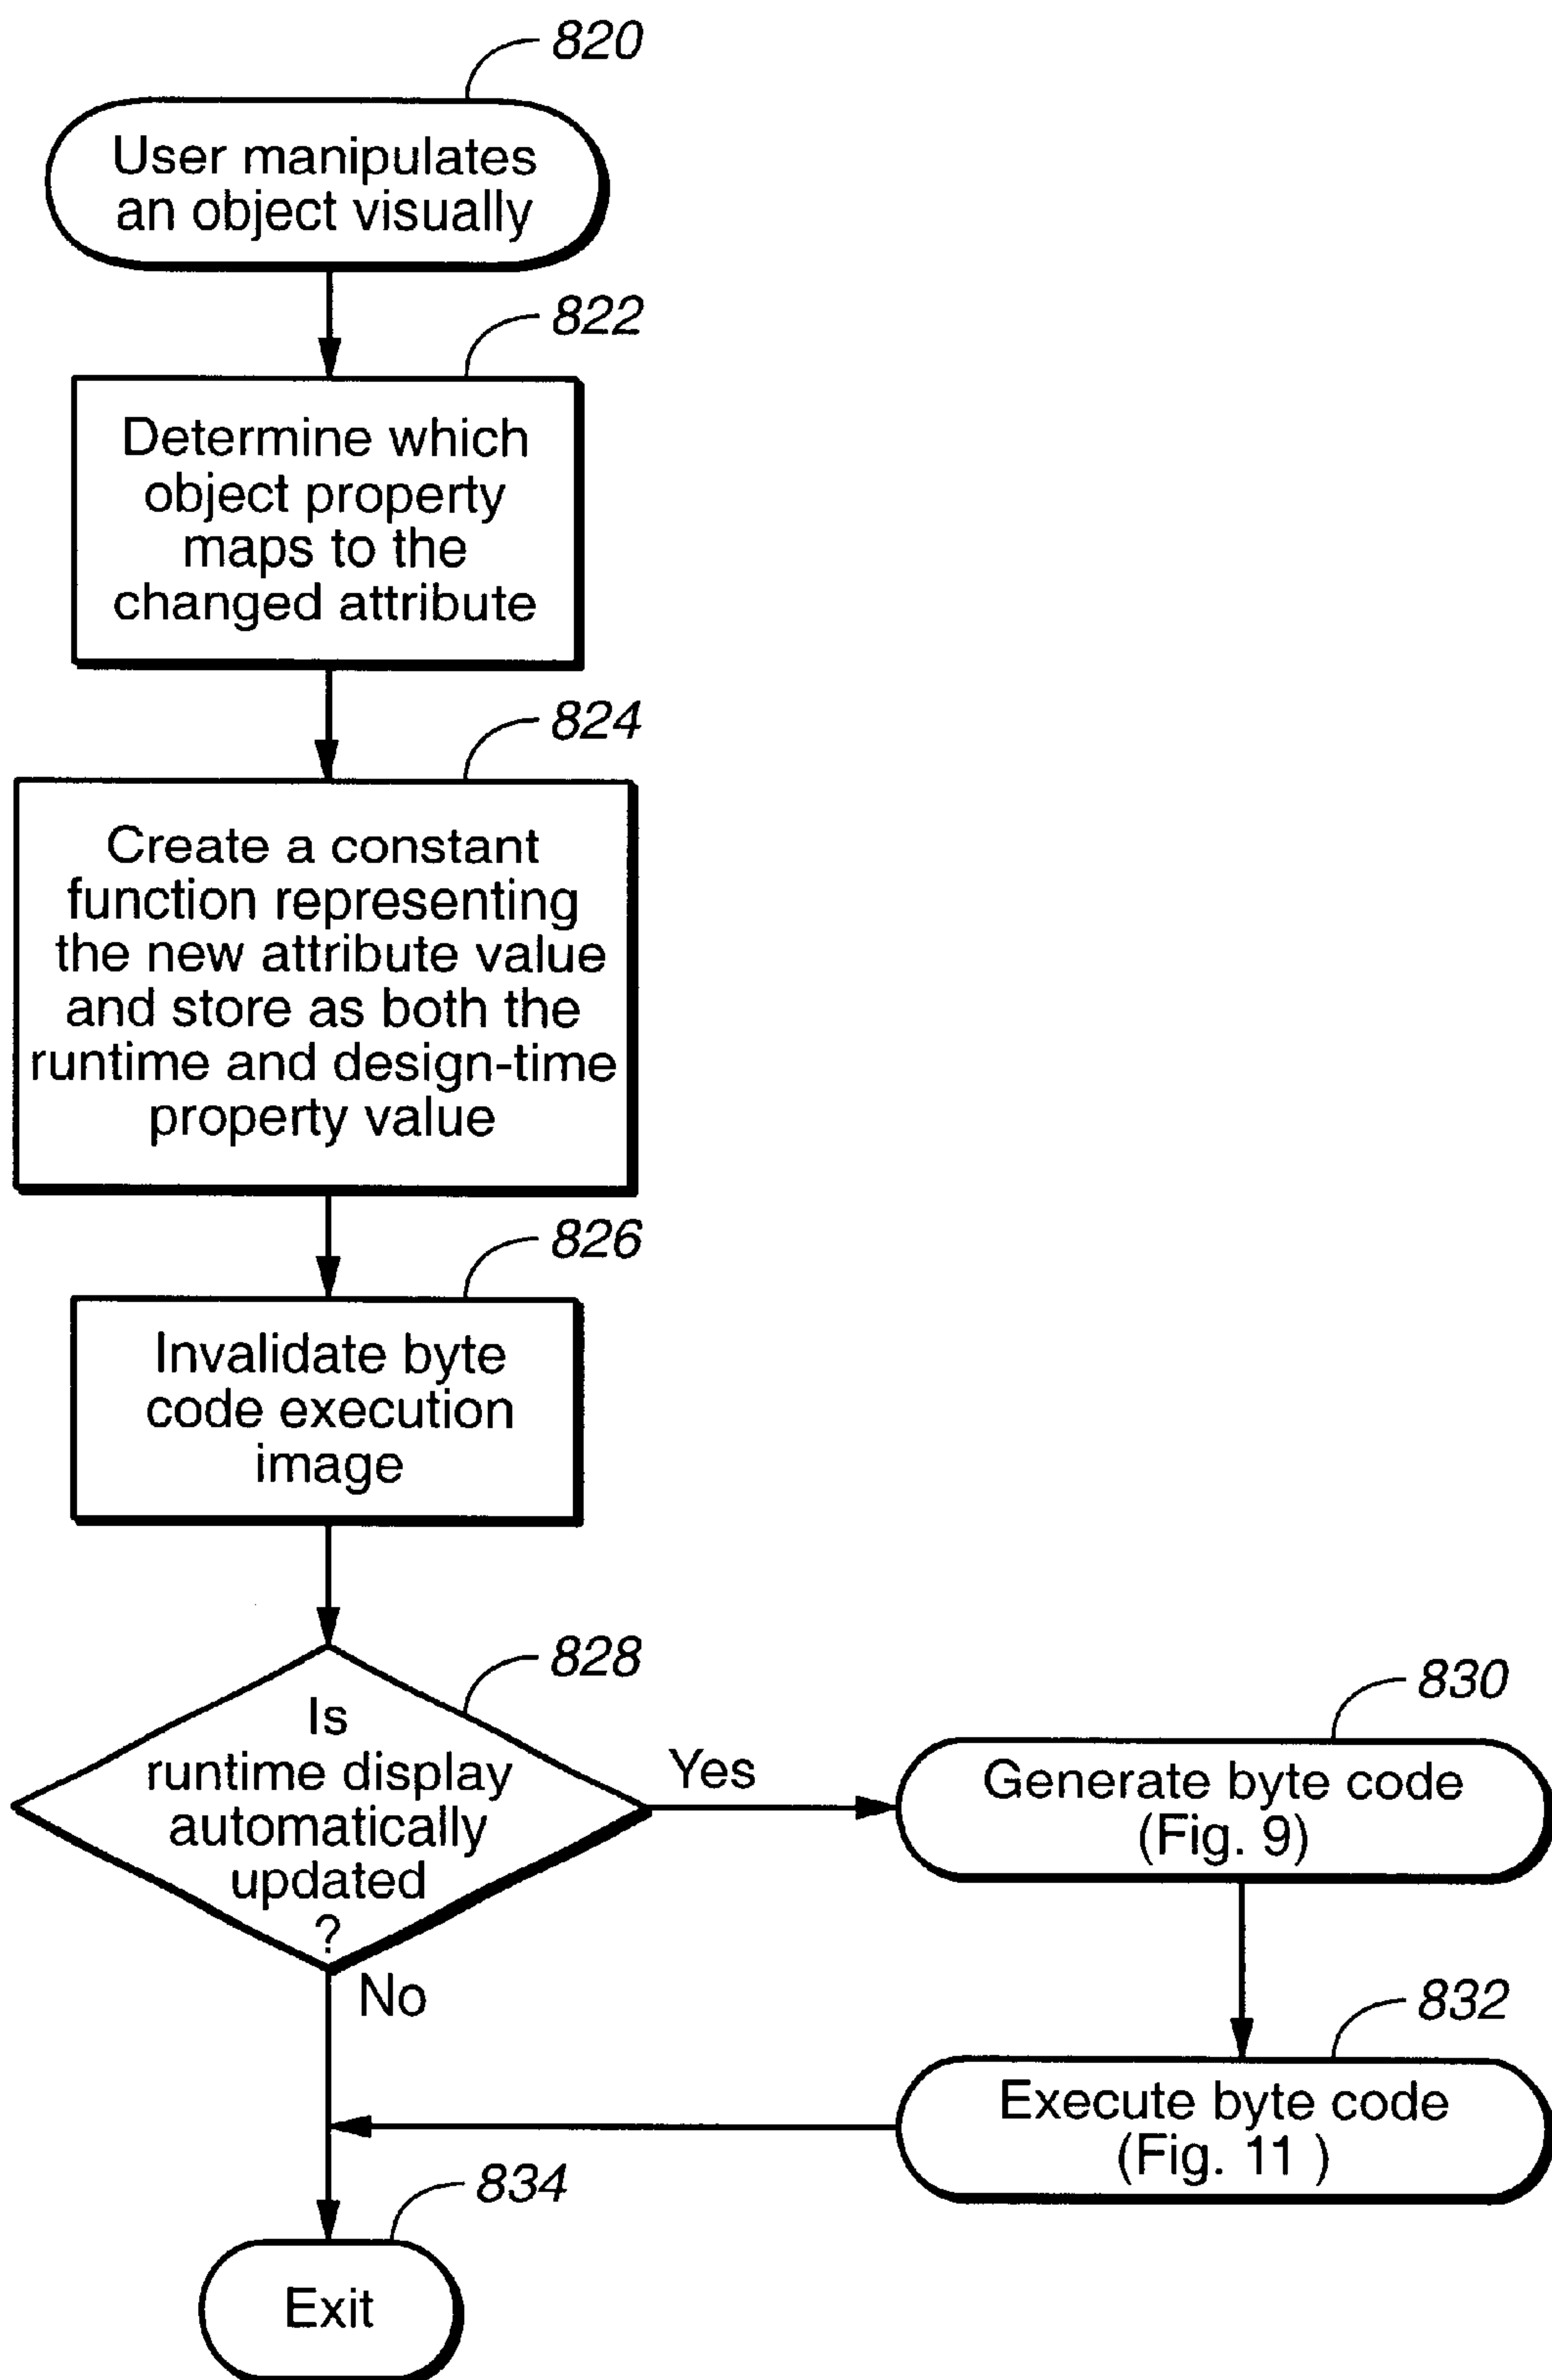 820
User manipulates
an object visually
822
Determine which
object property
maps to the
changed attribute
824
Create a constant
function representing
the new attribute value
and store as both the
runtime and design-time
property value
826
Invalidate byte
code execution
image
828
Is
runtime display
automatically
updated
?
Yes
No
830
Generate byte code
(Fig. 9)
832
Execute byte code
(Fig. 11 )
834
Exit